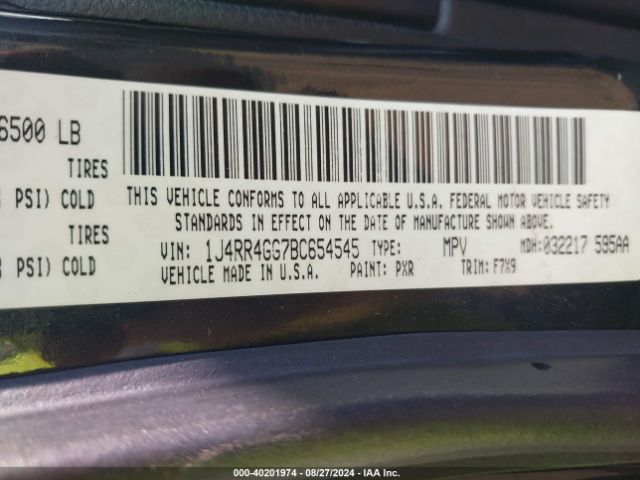 6500 LB
TIRES
PSI) COLD
TIRES
PSI) COLD
THIS VEHICLE CONFORMS TO ALL APPLICABLE U.S.A. FEDERAL MOTOR VEHICLE SAFETY
STANDARDS IN EFFECT ON THE DATE OF MANUFACTURE SHOWN ABOVE.
VIN: 1J4RR4GG7BC654545 TYPE: MPV MDH: 032217 595AA
VEHICLE MADE IN U.S.A. PAINT: PXR TRIM: F7X9
000-40201974 - 08/27/2024 - IAA Inc.